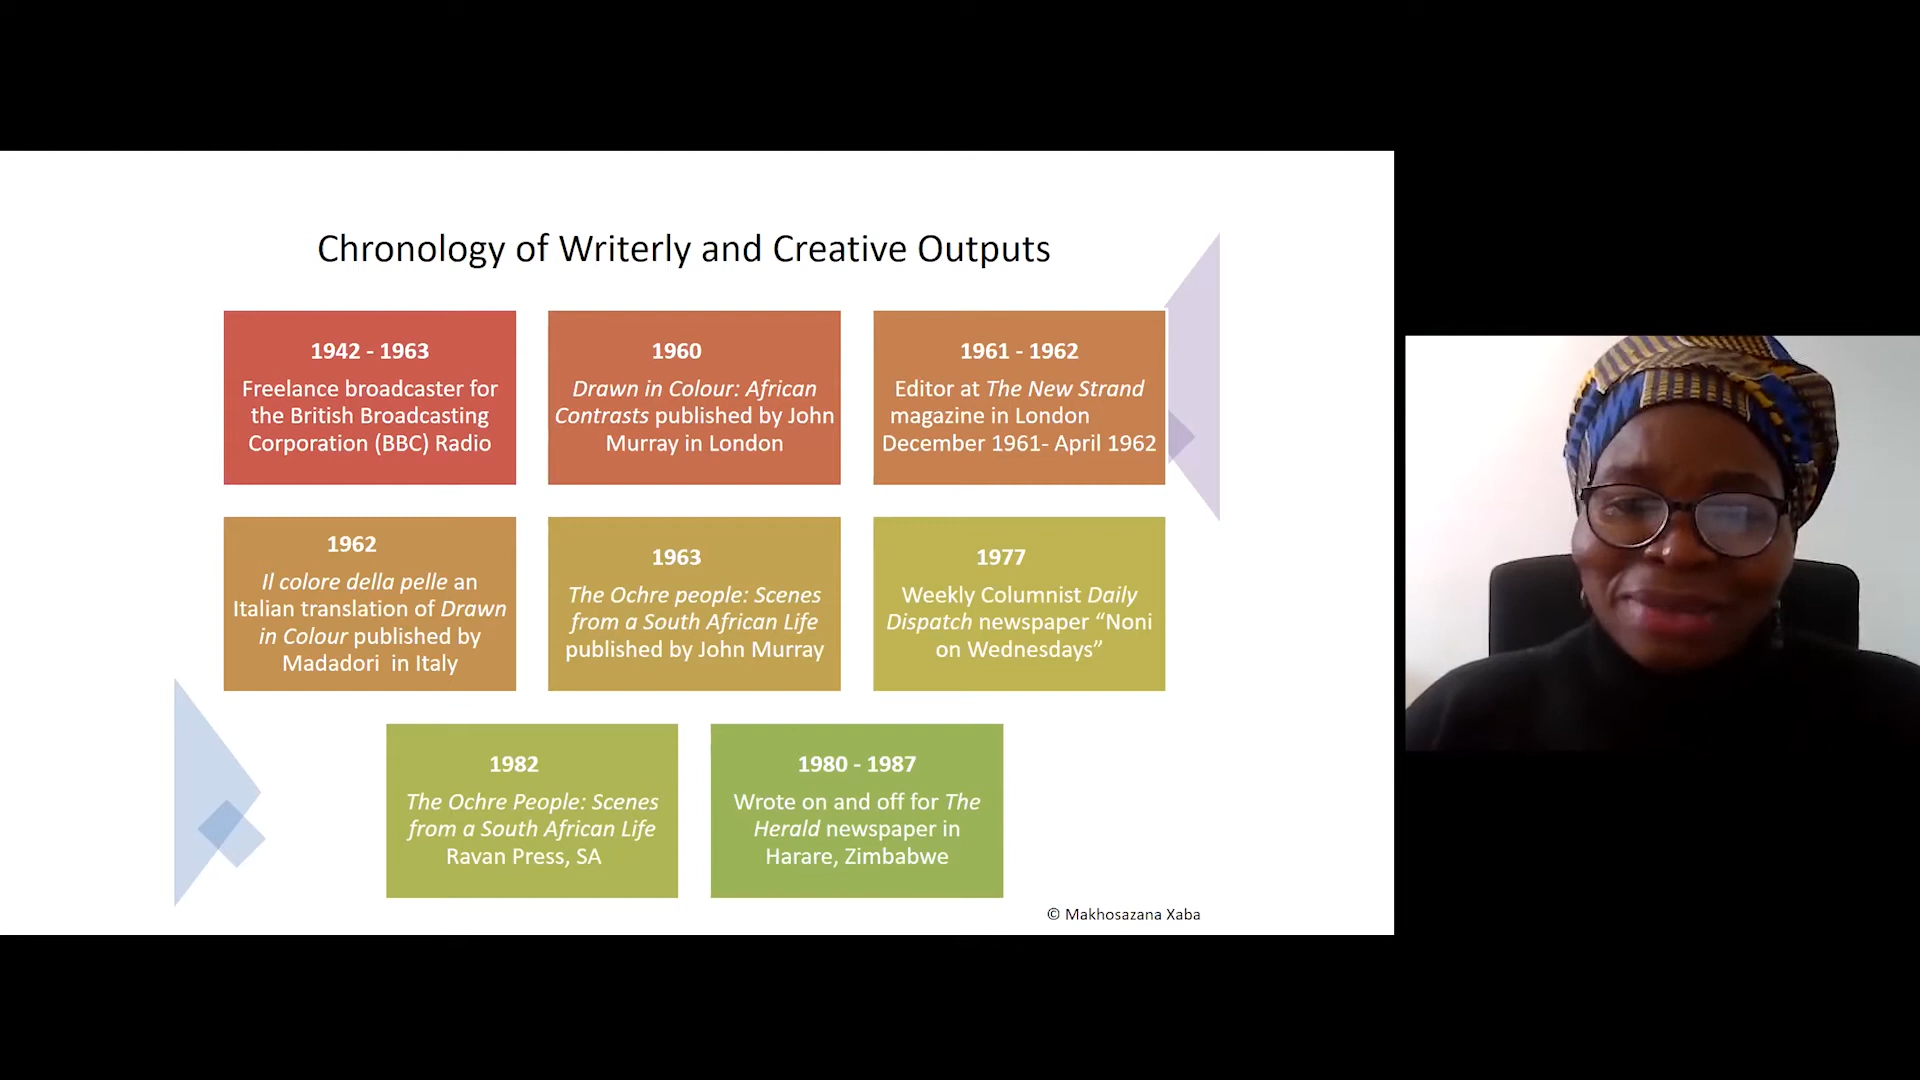 Chronology of Writerly and Creative Outputs
1942 - 1963
Freelance broadcaster for
the British Broadcasting
Corporation (BBC) Radio
1960
Drawn in Colour: African
Contrasts published by John
Murray in London
1961 - 1962
Editor at The New Strand
magazine in London
December 1961- April 1962
1962
Il colore della pelle an
Italian translation of Drawn
in Colour published by
Madadori in Italy
1963
The Ochre people: Scenes
from a South African Life
published by John Murray
1977
Weekly Columnist Daily
Dispatch newspaper “Noni
on Wednesdays”
1982
The Ochre People: Scenes
from a South African Life
Ravan Press, SA
1980 - 1987
Wrote on and off for The
Herald newspaper in
Harare, Zimbabwe
© Makhosazana Xaba